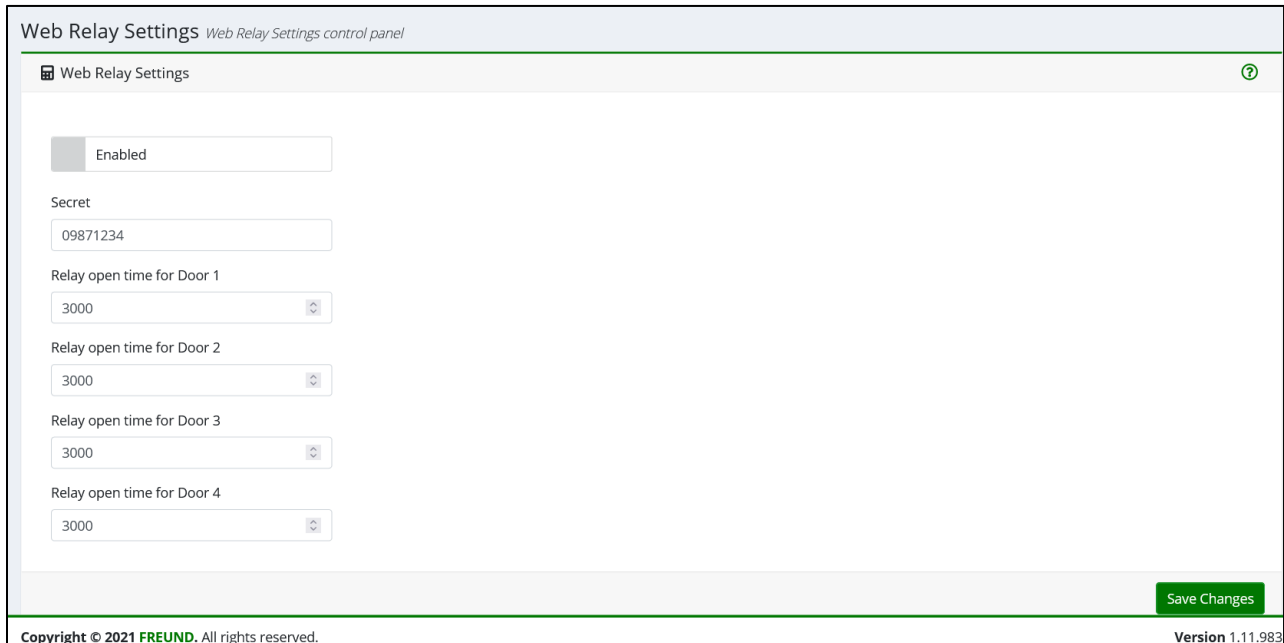 Web Relay Settings Web Relay Settings control panel
Web Relay Settings
Enabled
Secret
09871234
Relay open time for Door 1
3000
Relay open time for Door 2
3000
Relay open time for Door 3
3000
Relay open time for Door 4
3000
Save Changes
Copyright © 2021 FREUND. All rights reserved. Version 1.11.983